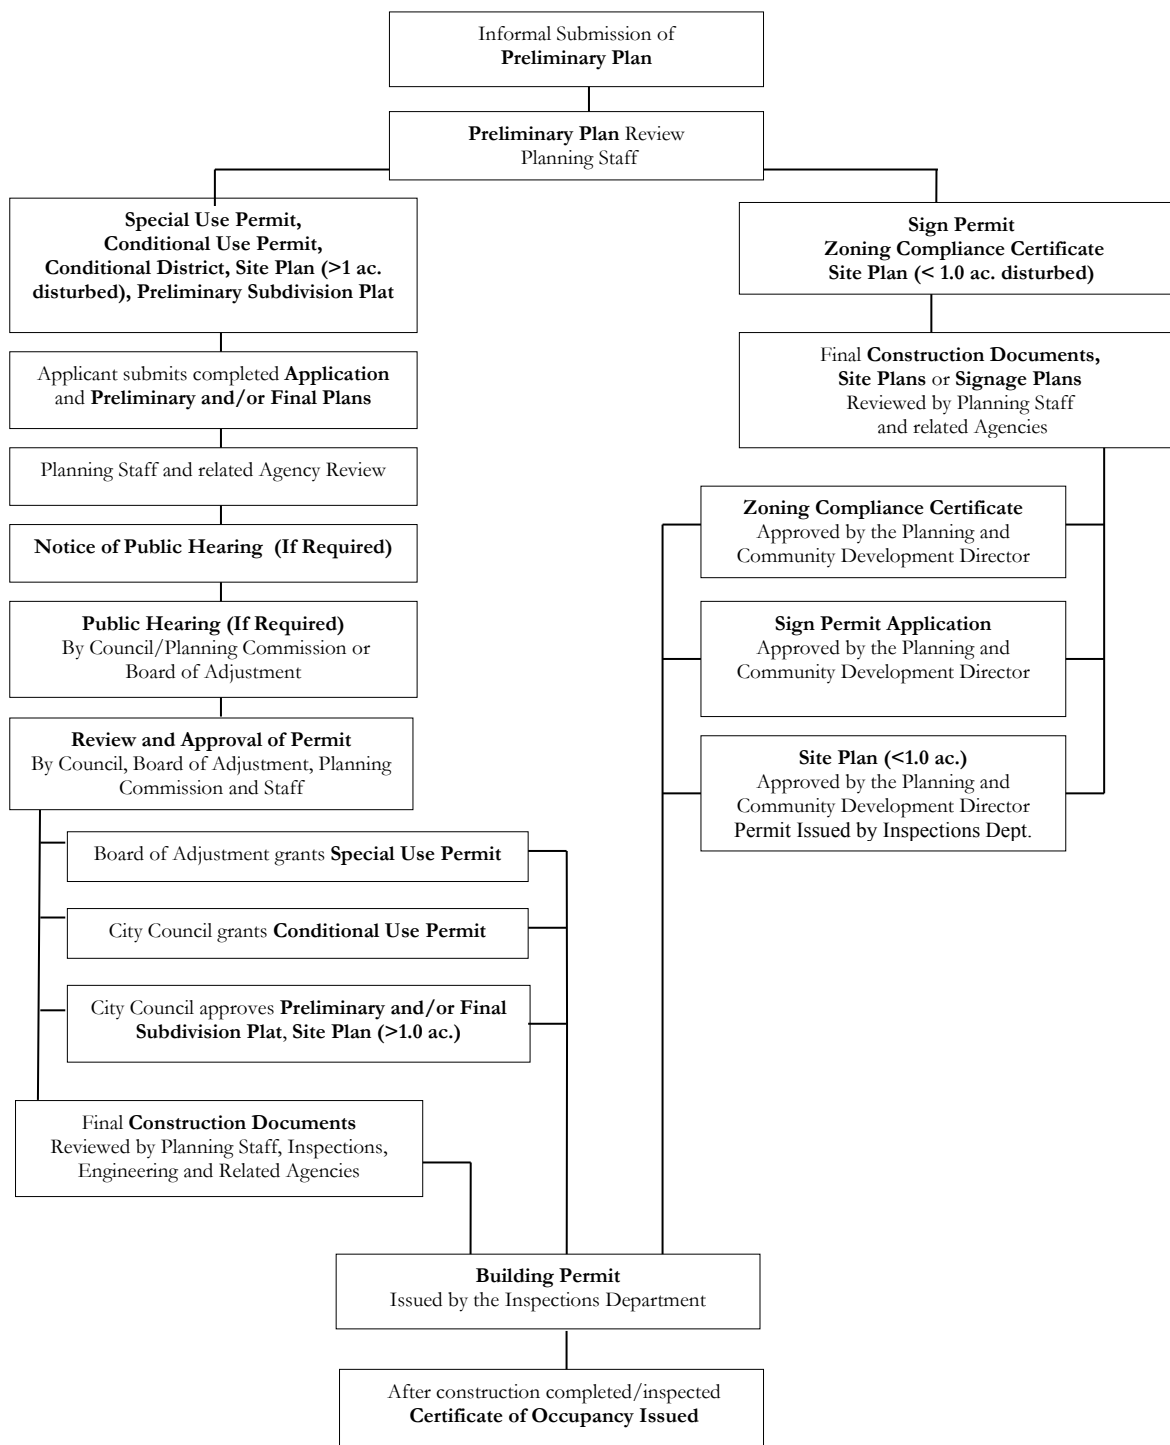 Informal Submission of
Preliminary Plan
Preliminary Plan Review
Planning Staff
Special Use Permit,
Conditional Use Permit,
Conditional District, Site Plan (>1 ac.
disturbed), Preliminary Subdivision Plat
Applicant submits completed Application
and Preliminary and/or Final Plans
Planning Staff and related Agency Review
Notice of Public Hearing (If Required)
Public Hearing (If Required)
By Council/Planning Commission or
Board of Adjustment
Review and Approval of Permit
By Council, Board of Adjustment, Planning
Commission and Staff
Board of Adjustment grants Special Use Permit
City Council grants Conditional Use Permit
City Council approves Preliminary and/or Final
Subdivision Plat, Site Plan (>1.0 ac.)
Final Construction Documents
Reviewed by Planning Staff, Inspections,
Engineering and Related Agencies
Sign Permit
Zoning Compliance Certificate
Site Plan (< 1.0 ac. disturbed)
Final Construction Documents,
Site Plans or Signage Plans
Reviewed by Planning Staff
and related Agencies
Zoning Compliance Certificate
Approved by the Planning and
Community Development Director
Sign Permit Application
Approved by the Planning and
Community Development Director
Site Plan (<1.0 ac.)
Approved by the Planning and
Community Development Director
Permit Issued by Inspections Dept.
Building Permit
Issued by the Inspections Department
After construction completed/inspected
Certificate of Occupancy Issued